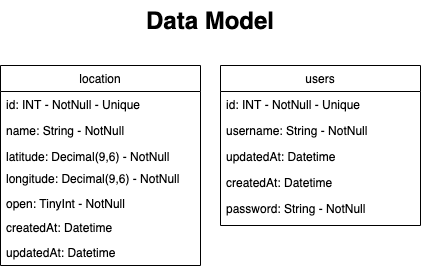 Data Model
location
id: INT - NotNull - Unique
name: String - NotNull
latitude: Decimal(9,6) - NotNull
longitude: Decimal(9,6) - NotNull
open: TinyInt - NotNull
createdAt: Datetime
updatedAt: Datetime
users
id: INT - NotNull - Unique
username: String - NotNull
updatedAt: Datetime
createdAt: Datetime
password: String - NotNull